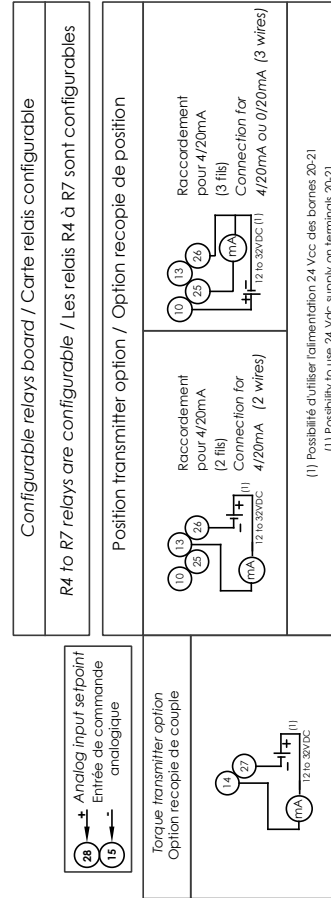 Configurable relays board / Carte relais configurable
R4 to R7 relays are configurable / Les relais R4 à R7 sont configurables
28 + Analog input setpoint
Entrée de commande
15 - analogique
Position transmitter option / Option recopie de position
Torque transmitter option
Option recopie de couple
14
27
- + (1)
12 to 32VDC
mA
10
13
25
26
- + (1)
12 to 32VDC
mA
Raccordement
pour 4/20mA
(2 fils)
Connection for
4/20mA (2 wires)
10
13
25
26
mA
+ -
12 to 32VDC (1)
Raccordement
pour 4/20mA
(3 fils)
Connection for
4/20mA ou 0/20mA (3 wires)
(1) Possibilité d'utiliser l'alimentation 24 Vcc des bornes 20-21
(1) Possibility to use 24 Vdc supply on terminals 20-21